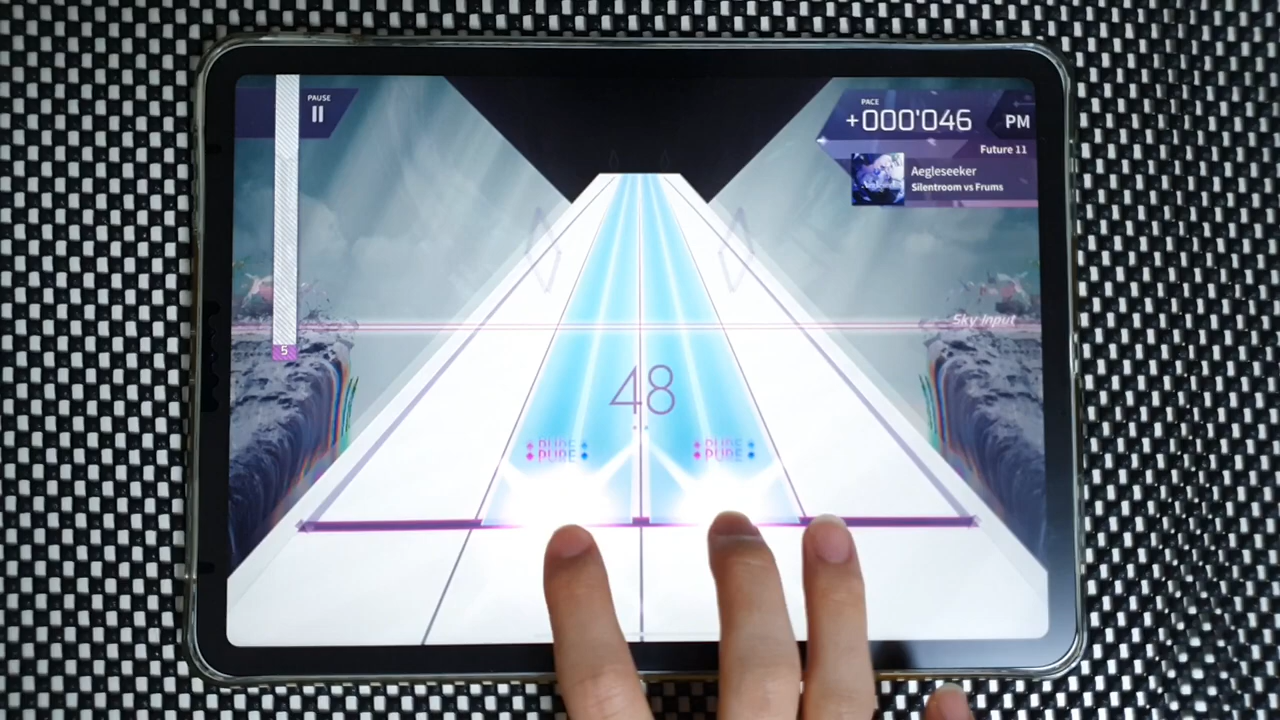 PAUSE
PACE
+000'046
PM
Future 11
Aegleseeker
Silentroom vs Frums
Sky Input
5
48
PURE
PURE
PURE
PURE